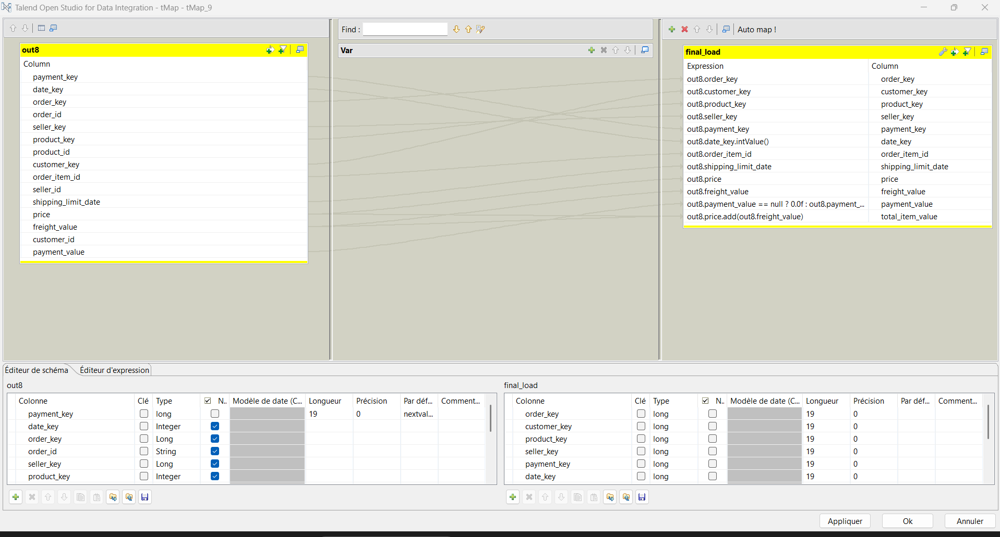 Talend Open Studio for Data Integration - tMap - tMap_9
Find :
Auto map !
out8
Column
payment_key
date_key
order_key
order_id
seller_key
product_key
product_id
customer_key
order_item_id
seller_id
shipping_limit_date
price
freight_value
customer_id
payment_value
Var
final_load
Expression Column
out8.order_key order_key
out8.customer_key customer_key
out8.product_key product_key
out8.seller_key seller_key
out8.payment_key payment_key
out8.date_key.intValue() date_key
out8.order_item_id order_item_id
out8.shipping_limit_date shipping_limit_date
out8.price price
out8.freight_value freight_value
out8.payment_value == null ? 0.0f : out8.payment_... payment_value
out8.price.add(out8.freight_value) total_item_value
Éditeur de schéma Éditeur d'expression
out8
Colonne Clé Type N.. Modèle de date (C... Longueur Précision Par déf... Comment...
payment_key long 19 0 nextval...
date_key Integer
order_key Long
order_id String
seller_key Long
product_key Integer
final_load
Colonne Clé Type N.. Modèle de date (C... Longueur Précision Par déf... Comment...
order_key long 19 0
customer_key long 19 0
product_key long 19 0
seller_key long 19 0
payment_key long 19 0
date_key long 19 0
Appliquer Ok Annuler